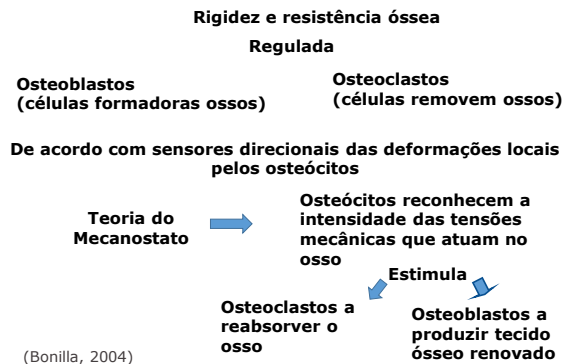 Rigidez e resistência óssea
Regulada
Osteoblastos
(células formadoras ossos)
Osteoclastos
(células removem ossos)
De acordo com sensores direcionais das deformações locais
pelos osteócitos
Teoria do
Mecanostato
Osteócitos reconhecem a
intensidade das tensões
mecânicas que atuam no
osso
Estimula
Osteoclastos a
reabsorver o
osso
Osteoblastos a
produzir tecido
ósseo renovado
(Bonilla, 2004)